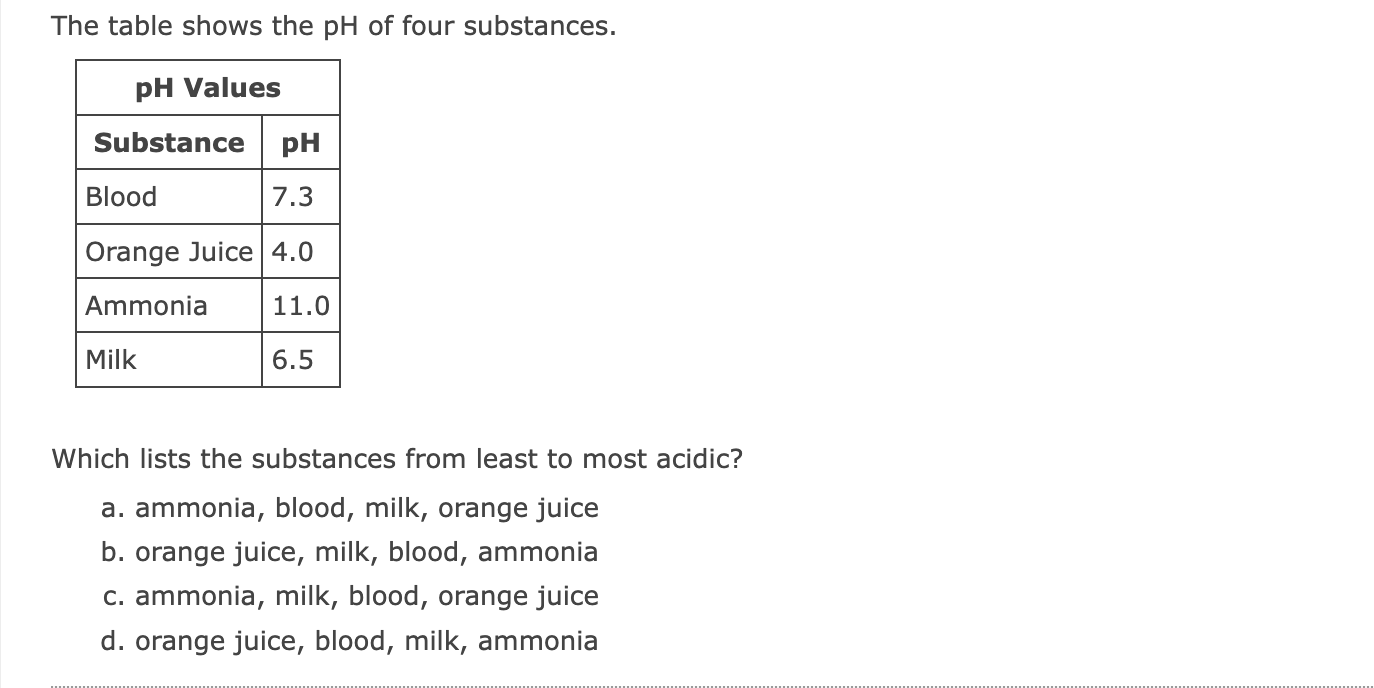 The table shows the pH of four substances.
pH Values
Substance pH
Blood 7.3
Orange Juice 4.0
Ammonia 11.0
Milk 6.5
Which lists the substances from least to most acidic?
a. ammonia, blood, milk, orange juice
b. orange juice, milk, blood, ammonia
c. ammonia, milk, blood, orange juice
d. orange juice, blood, milk, ammonia